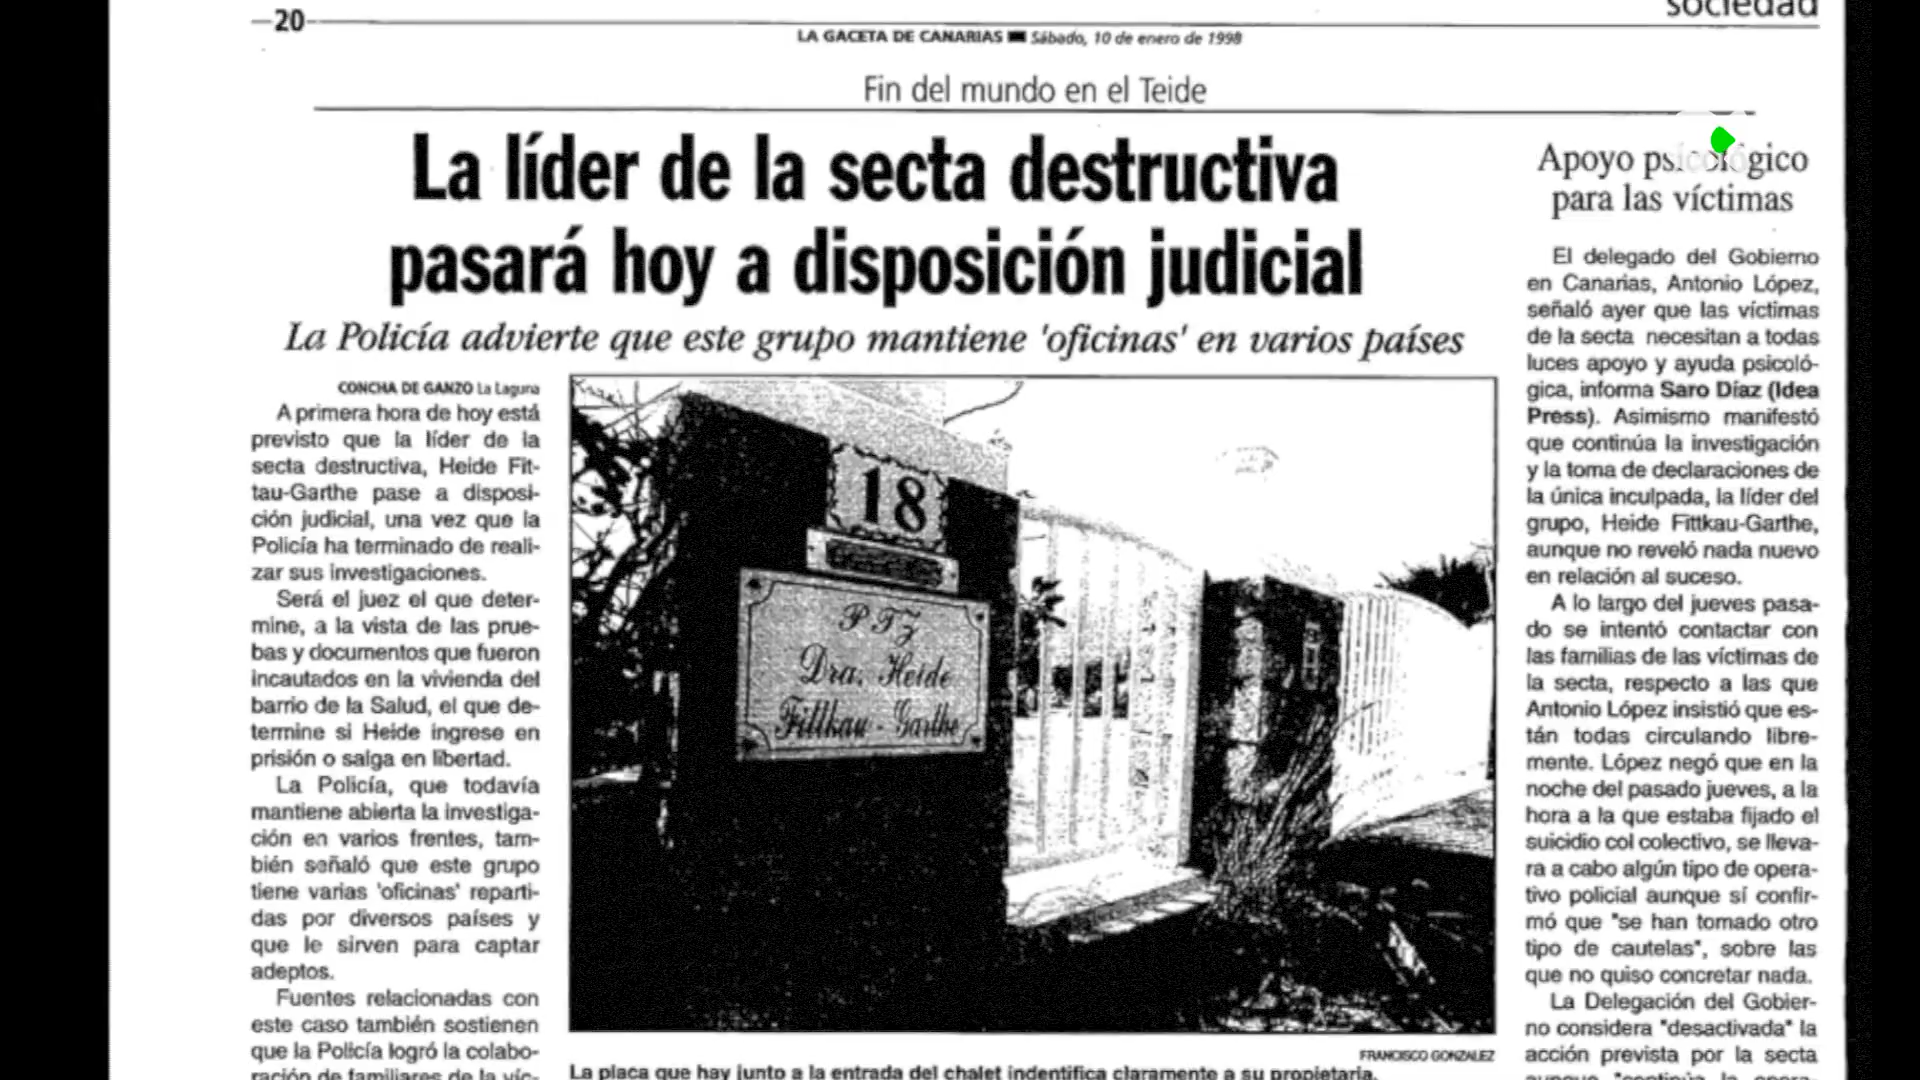 20
sociedad
LA GACETA DE CANARIAS Sábado, 10 de enero de 1998
Fin del mundo en el Teide
La líder de la secta destructiva
pasará hoy a disposición judicial
La Policía advierte que este grupo mantiene 'oficinas' en varios países
CONCHA DE GANZO La Laguna
A primera hora de hoy está
previsto que la líder de la
secta destructiva, Heide Fit-
tau-Garthe pase a disposi-
ción judicial, una vez que la
Policía ha terminado de reali-
zar sus investigaciones.
Será el juez el que deter-
mine, a la vista de las prue-
bas y documentos que fueron
incautados en la vivienda del
barrio de la Salud, el que de-
termine si Heide ingrese en
prisión o salga en libertad.
La Policía, que todavía
mantiene abierta la investiga-
ción en varios frentes, tam-
bién señaló que este grupo
tiene varias 'oficinas' reparti-
das por diversos países y
que le sirven para captar
adeptos.
Fuentes relacionadas con
este caso también sostienen
que la Policía logró la colabo-
ración de familiares de la víc-
18
PTZ
Dra. Heide
Fittkau - Garthe
FRANCISCO GONZALEZ
La placa que hay junto a la entrada del chalet indentifica claramente a su propietaria.
Apoyo psicológico
para las víctimas
El delegado del Gobierno
en Canarias, Antonio López,
señaló ayer que las víctimas
de la secta necesitan a todas
luces apoyo y ayuda psicoló-
gica, informa Saro Díaz (Idea
Press). Asimismo manifestó
que continúa la investigación
y la toma de declaraciones de
la única inculpada, la líder del
grupo, Heide Fittkau-Garthe,
aunque no reveló nada nuevo
en relación al suceso.
A lo largo del jueves pasa-
do se intentó contactar con
las familias de las víctimas de
la secta, respecto a las que
Antonio López insistió que es-
tán todas circulando libre-
mente. López negó que en la
noche del pasado jueves, a la
hora a la que estaba fijado el
suicidio col colectivo, se lleva-
ra a cabo algún tipo de opera-
tivo policial aunque sí confir-
mó que "se han tomado otro
tipo de cautelas", sobre las
que no quiso concretar nada.
La Delegación del Gobier-
no considera "desactivada" la
acción prevista por la secta
aunque "continúa la opera-